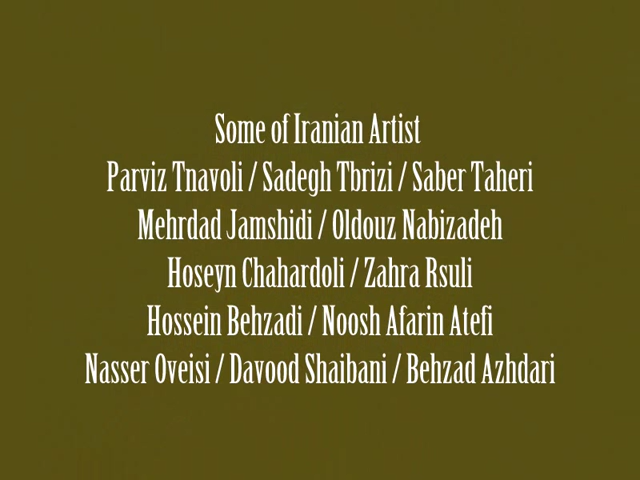 Some of Iranian Artist
Parviz Tnavoli / Sadegh Tbrizi / Saber Taheri
Mehrdad Jamshidi / Oldouz Nabizadeh
Hoseyn Chahardoli / Zahra Rsuli
Hossein Behzadi / Noosh Afarin Atefi
Nasser Oveisi / Davood Shaibani / Behzad Azhdari